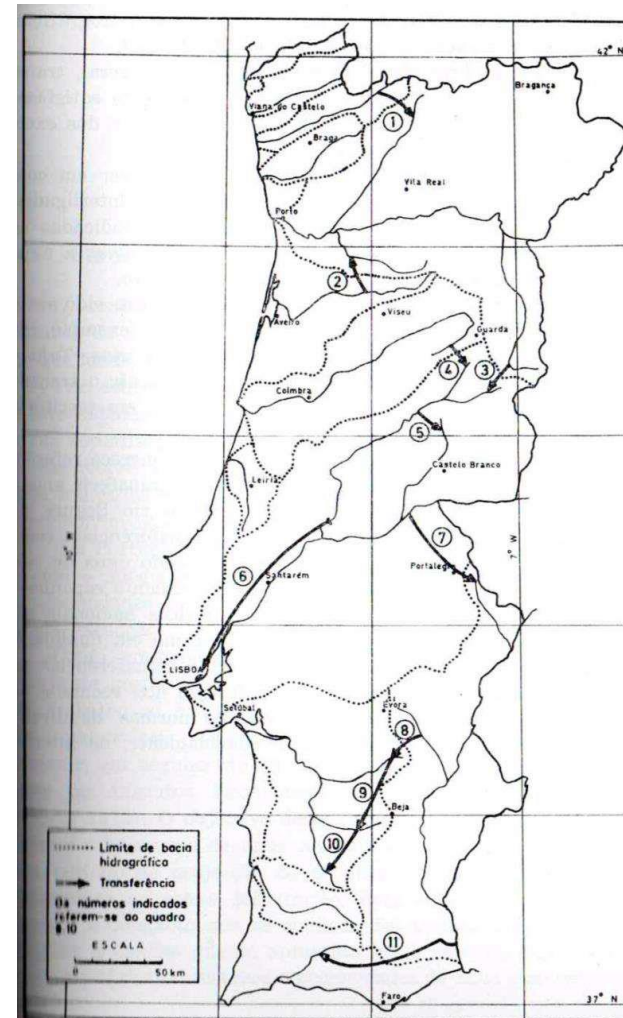 42° N
Bragança
Viana do Castelo
1
Braga
Vila Real
Porto
2
Viseu
Aveiro
Guarda
4
3
Coimbra
5
Castelo Branco
Leiria
7
7° W
6
Portalegre
Santarém
LISBOA
Setúbal
Évora
8
9
Beja
10
Limite de bacia
hidrográfica
Transferência
Os números indicados
referem-se ao quadro
8.10
ESCALA
0 50 km
11
Faro
37° N